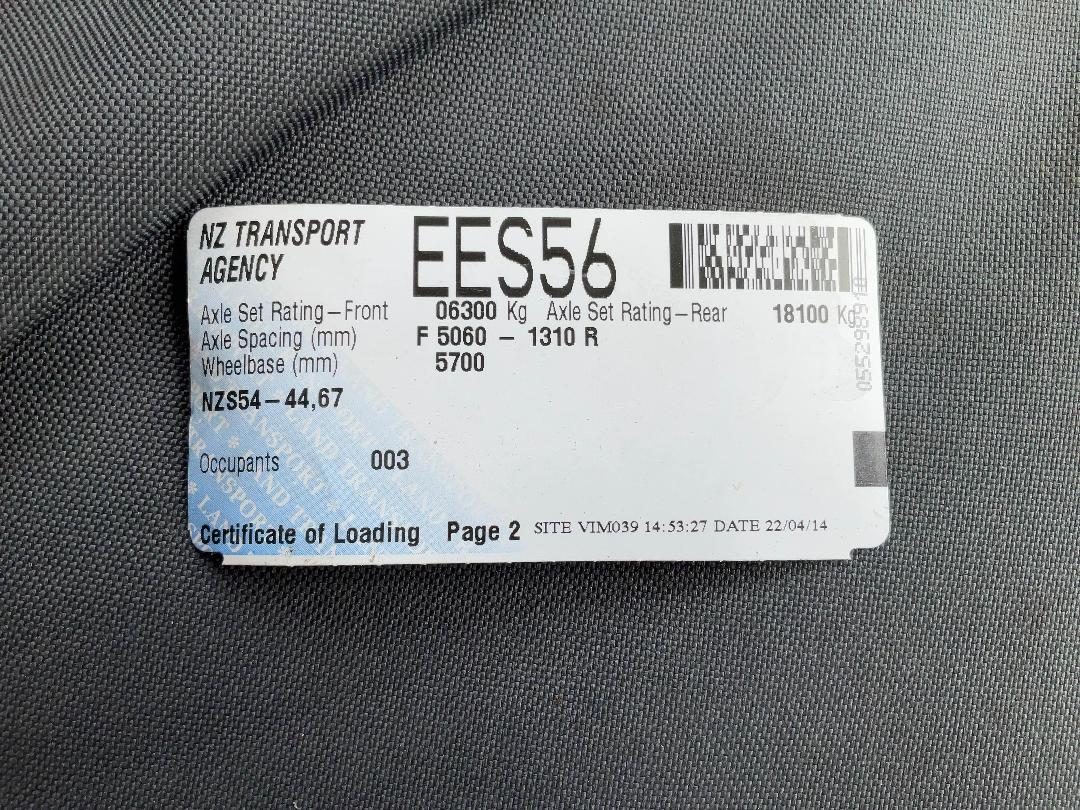 NZ TRANSPORT
AGENCY
EES56
Axle Set Rating–Front 06300 Kg Axle Set Rating–Rear 18100 Kg
Axle Spacing (mm) F 5060 – 1310 R
Wheelbase (mm) 5700
NZS54–44,67
Occupants 003
Certificate of Loading Page 2 SITE VIM039 14:53:27 DATE 22/04/14